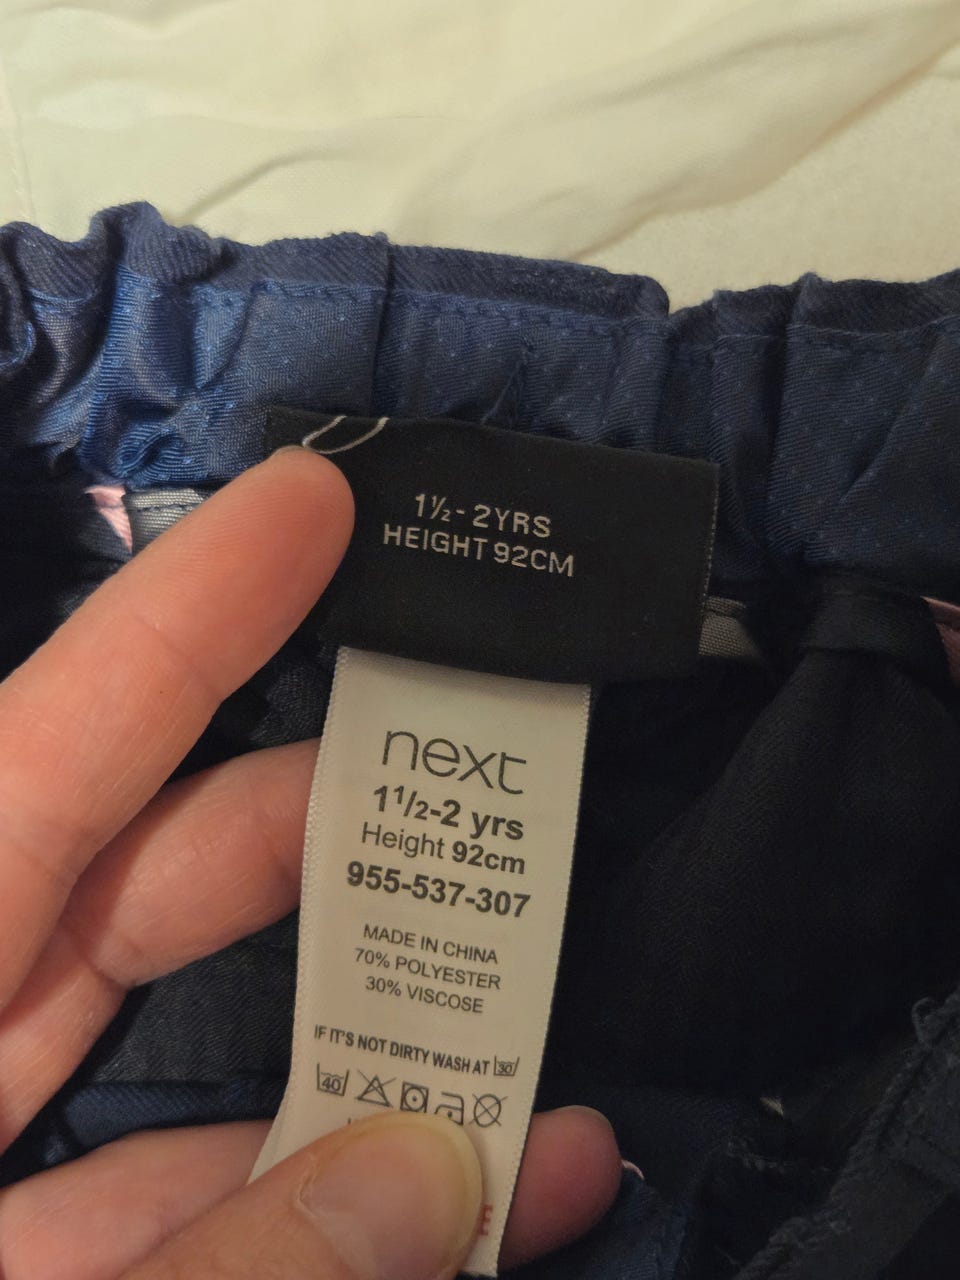 1½ - 2YRS
HEIGHT 92CM
next
1½-2 yrs
Height 92cm
955-537-307
MADE IN CHINA
70% POLYESTER
30% VISCOSE
IF IT'S NOT DIRTY WASH AT 30
40